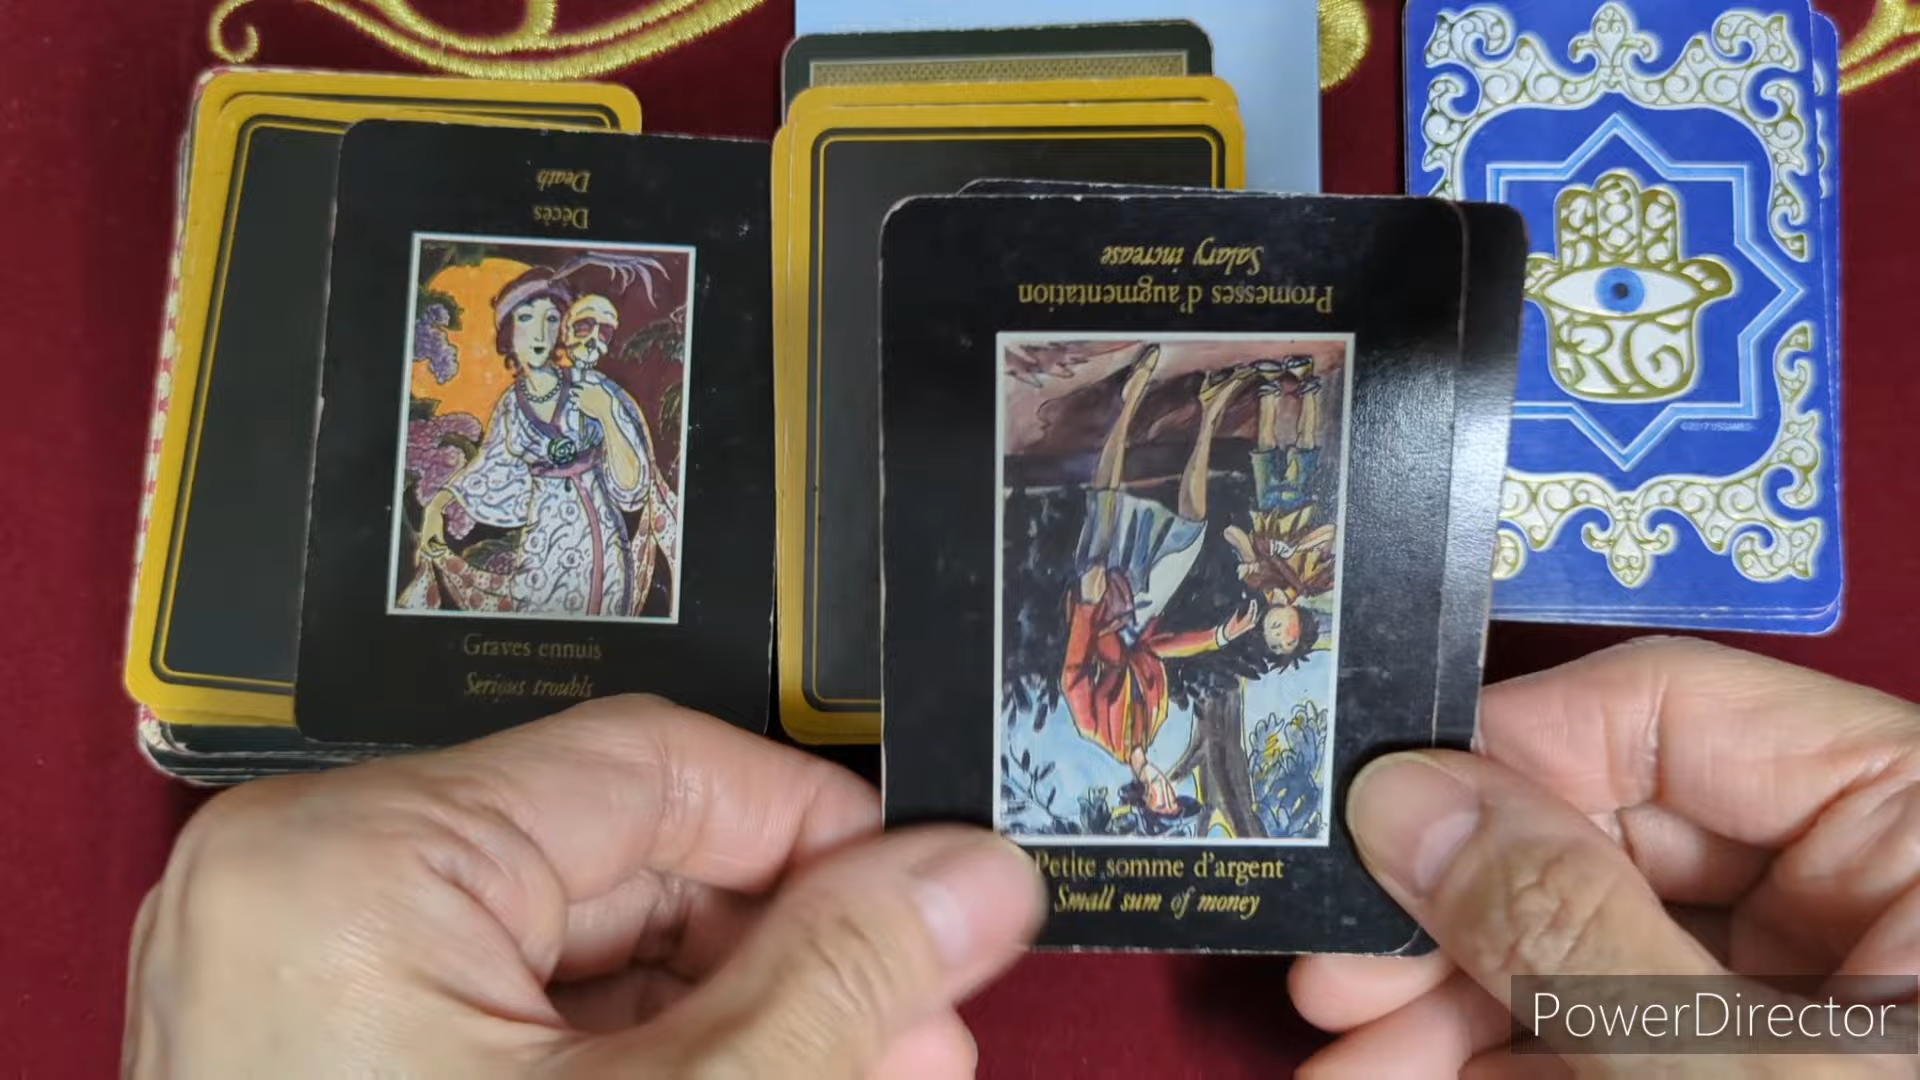 Death
Décès
Graves ennuis
Serious troubls
Salary increase
Promesses d'augmentation
Petite somme d'argent
Small sum of money
PowerDirector